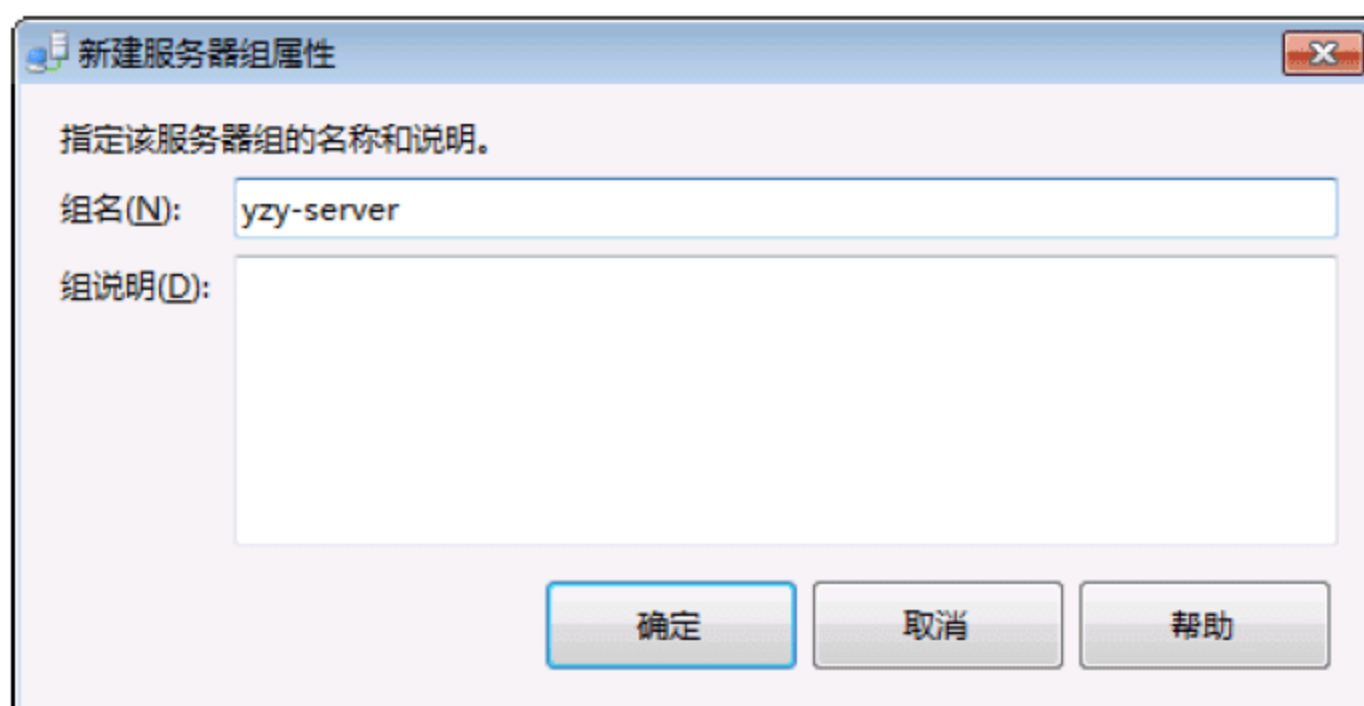 新建服务器组属性
指定该服务器组的名称和说明。
组名(N): yzy-server
组说明(D):
确定 取消 帮助